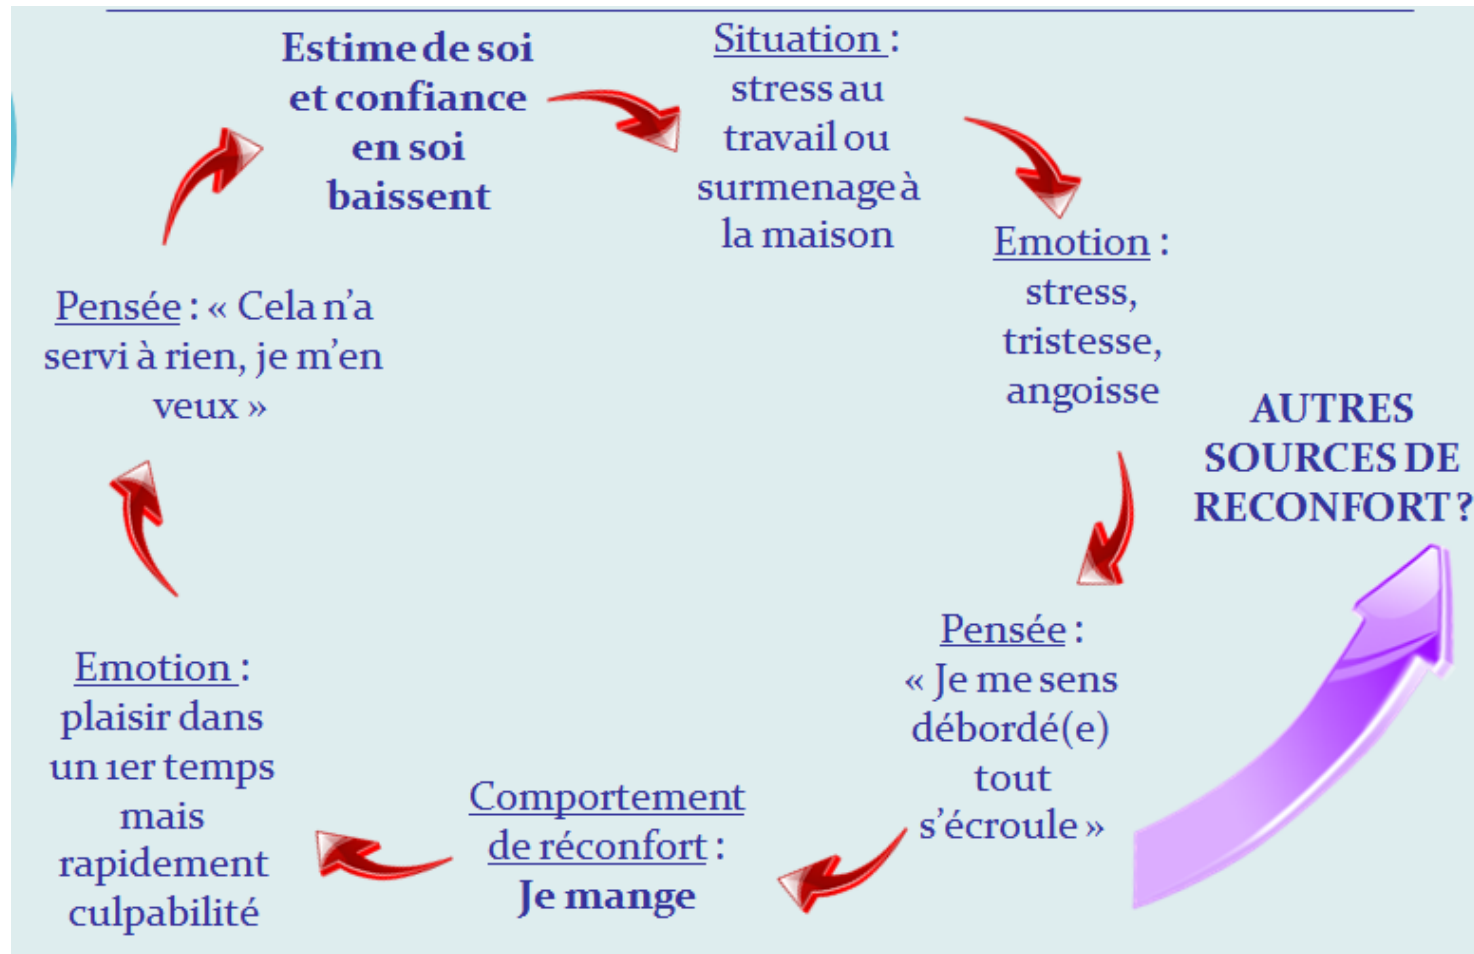 Estime de soi
et confiance
en soi
baissent
Situation :
stress au
travail ou
surmenage à
la maison
Emotion :
stress,
tristesse,
angoisse
AUTRES
SOURCES DE
RECONFORT ?
Pensée :
« Je me sens
débordé(e)
tout
s’écroule »
Comportement
de réconfort :
Je mange
Emotion :
plaisir dans
un 1er temps
mais
rapidement
culpabilité
Pensée : « Cela n’a
servi à rien, je m’en
veux »